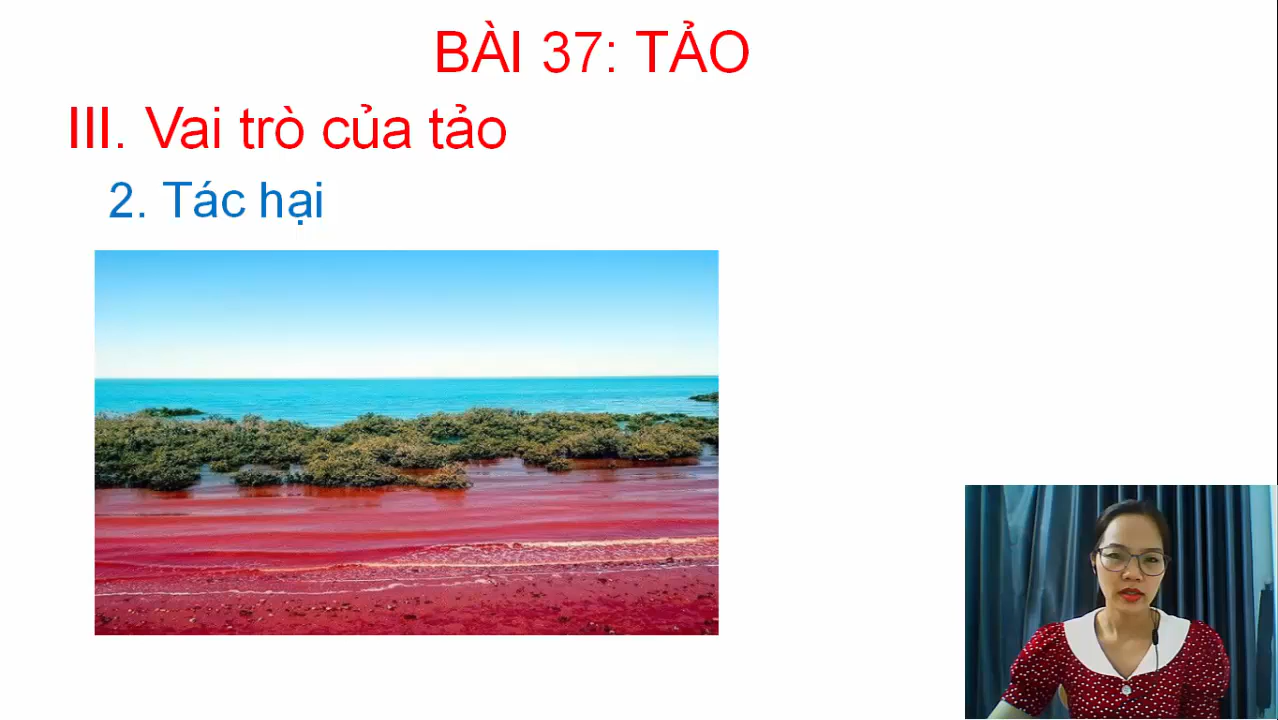 BÀI 37: TẢO
III. Vai trò của tảo
2. Tác hại